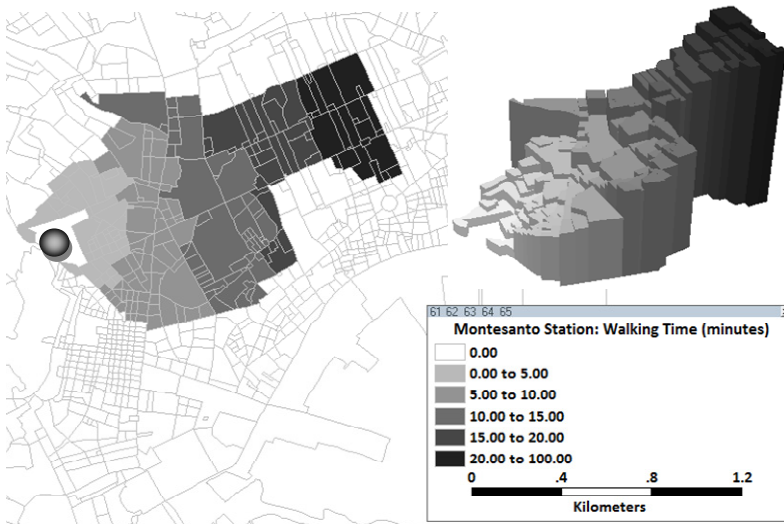 61 62 63 64 65
Montesanto Station: Walking Time (minutes)
0.00
0.00 to 5.00
5.00 to 10.00
10.00 to 15.00
15.00 to 20.00
20.00 to 100.00
0 .4 .8 1.2
Kilometers